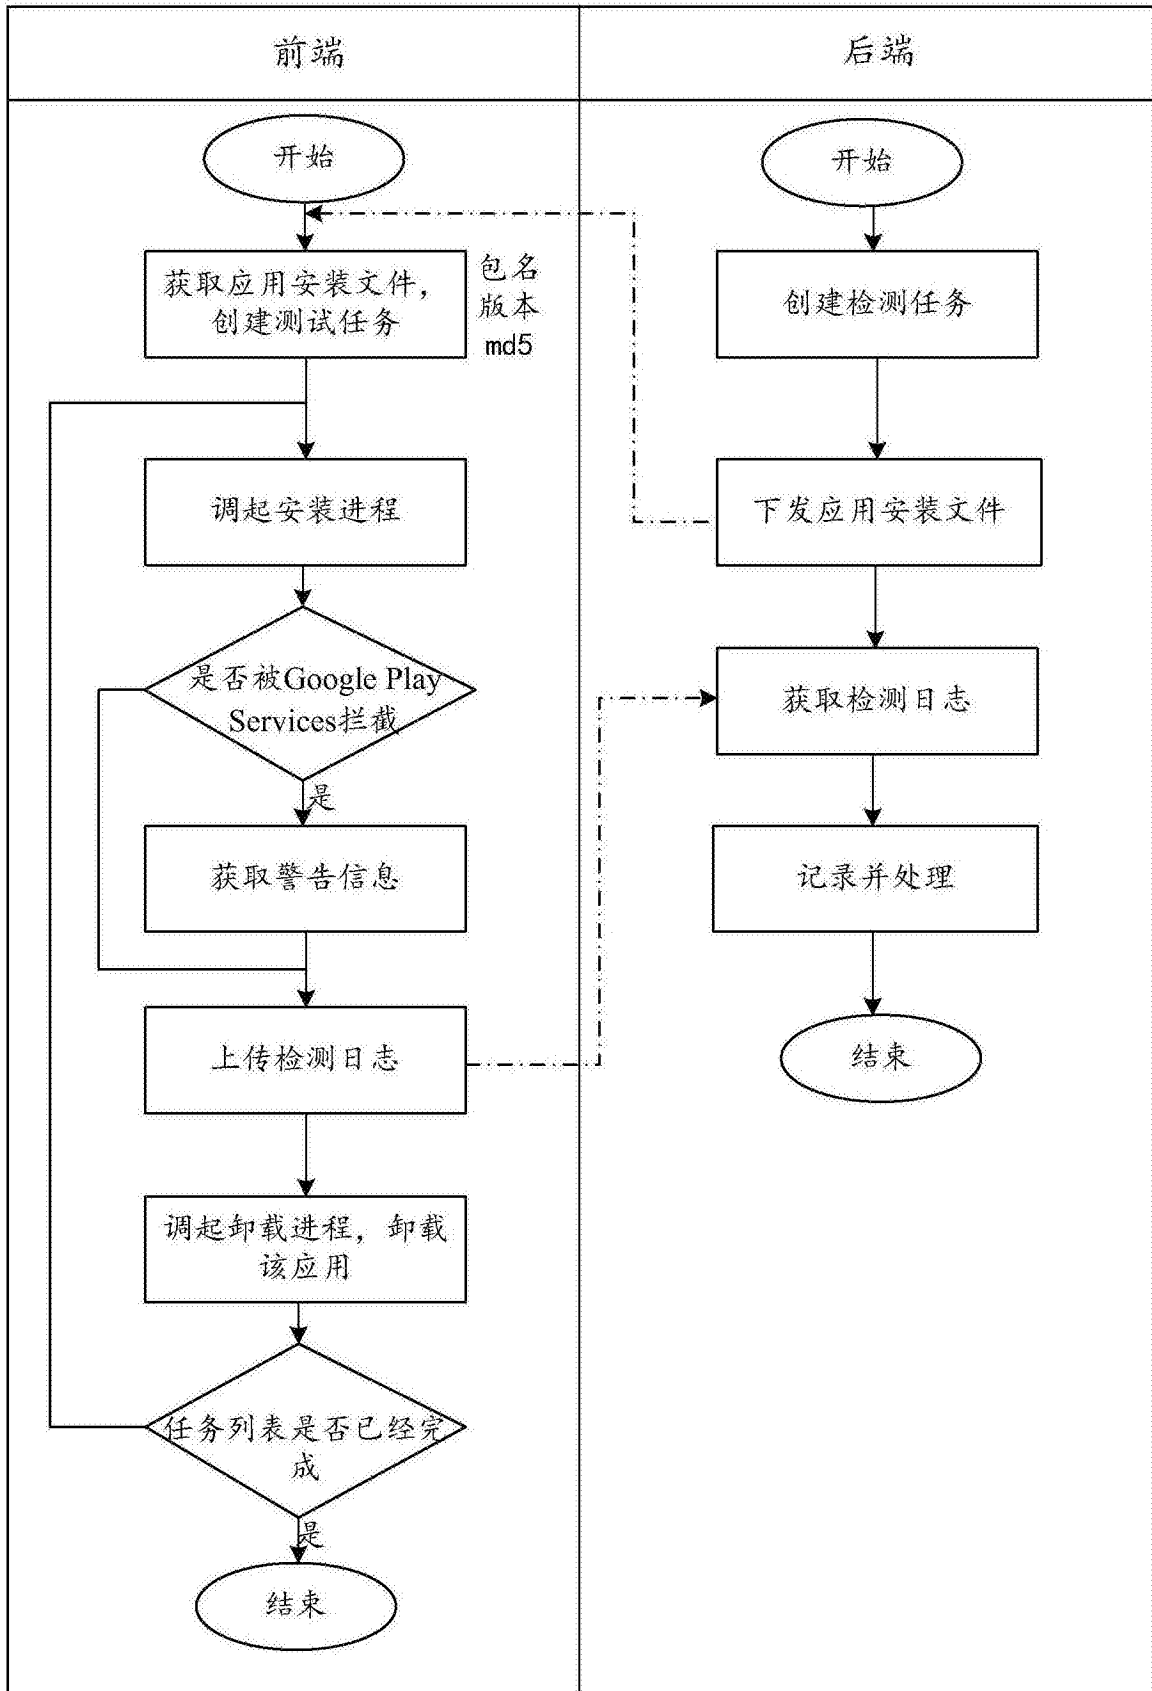 前端
后端
开始
获取应用安装文件，
创建测试任务
包名
版本
md5
调起安装进程
是否被Google Play
Services拦截
是
获取警告信息
上传检测日志
调起卸载进程，卸载
该应用
任务列表是否已经完
成
是
结束
开始
创建检测任务
下发应用安装文件
获取检测日志
记录并处理
结束